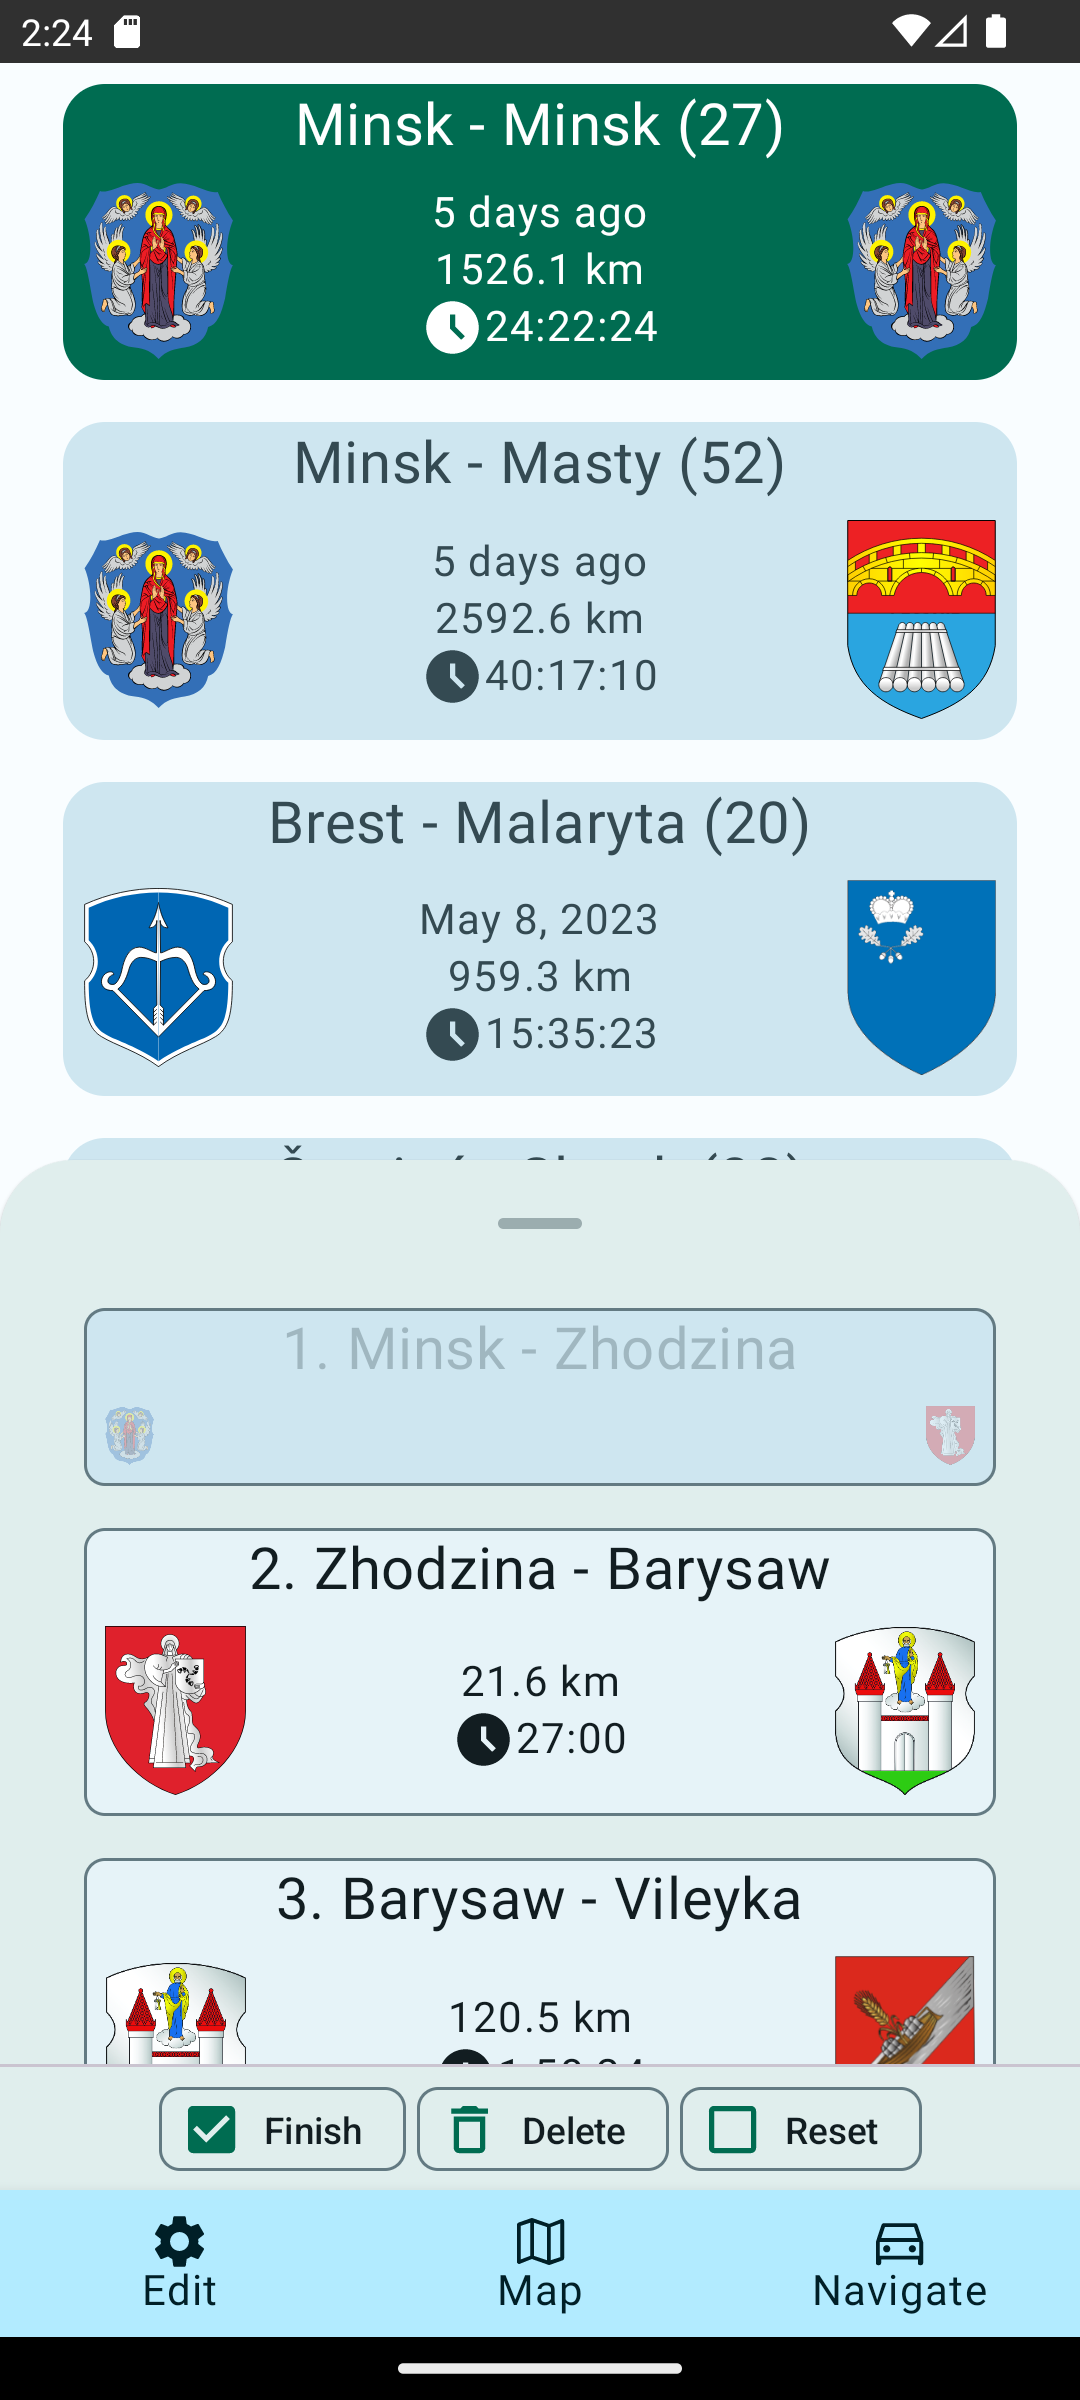 2:24
Minsk - Minsk (27)
5 days ago
1526.1 km
24:22:24
Minsk - Masty (52)
5 days ago
2592.6 km
40:17:10
Brest - Malaryta (20)
May 8, 2023
959.3 km
15:35:23
1. Minsk - Zhodzina
2. Zhodzina - Barysaw
21.6 km
27:00
3. Barysaw - Vileyka
120.5 km
Finish
Delete
Reset
Edit
Map
Navigate